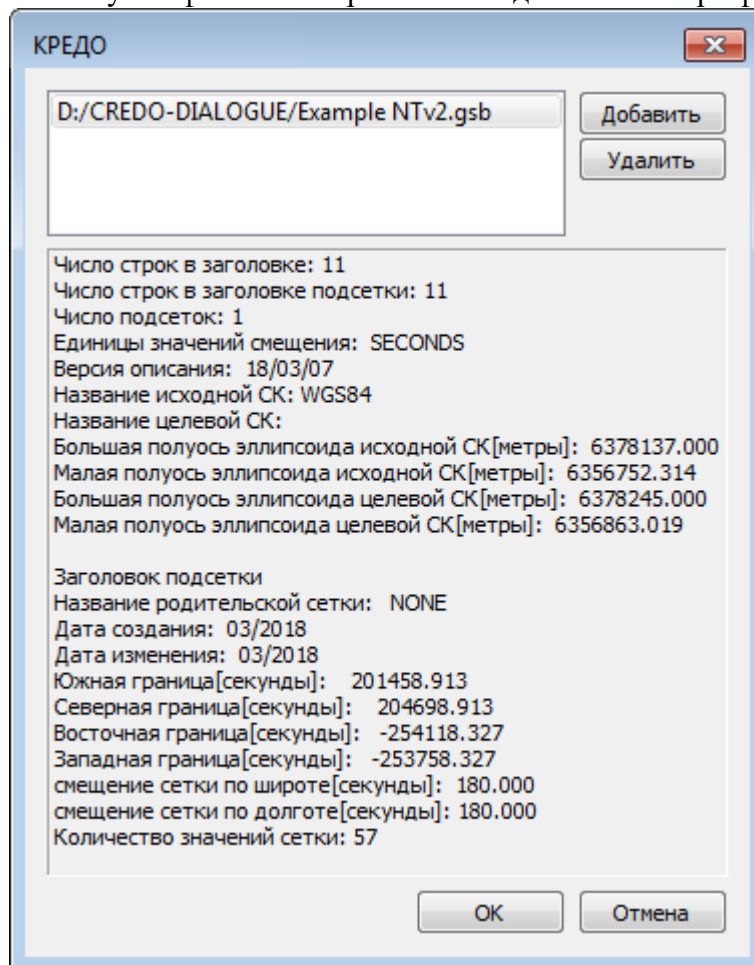 КРЕДО
D:/CREDO-DIALOGUE/Example NTv2.gsb
Добавить
Удалить
Число строк в заголовке: 11
Число строк в заголовке подсетки: 11
Число подсеток: 1
Единицы значений смещения:  SECONDS
Версия описания:  18/03/07
Название исходной СК: WGS84
Название целевой СК:
Большая полуось эллипсоида исходной СК[метры]:  6378137.000
Малая полуось эллипсоида исходной СК[метры]:  6356752.314
Большая полуось эллипсоида целевой СК[метры]:  6378245.000
Малая полуось эллипсоида целевой СК[метры]:  6356863.019
Заголовок подсетки
Название родительской сетки:   NONE
Дата создания:  03/2018
Дата изменения:  03/2018
Южная граница[секунды]:    201458.913
Северная граница[секунды]:    204698.913
Восточная граница[секунды]:   -254118.327
Западная граница[секунды]:   -253758.327
смещение сетки по широте[секунды]:  180.000
смещение сетки по долготе[секунды]: 180.000
Количество значений сетки: 57
OK
Отмена